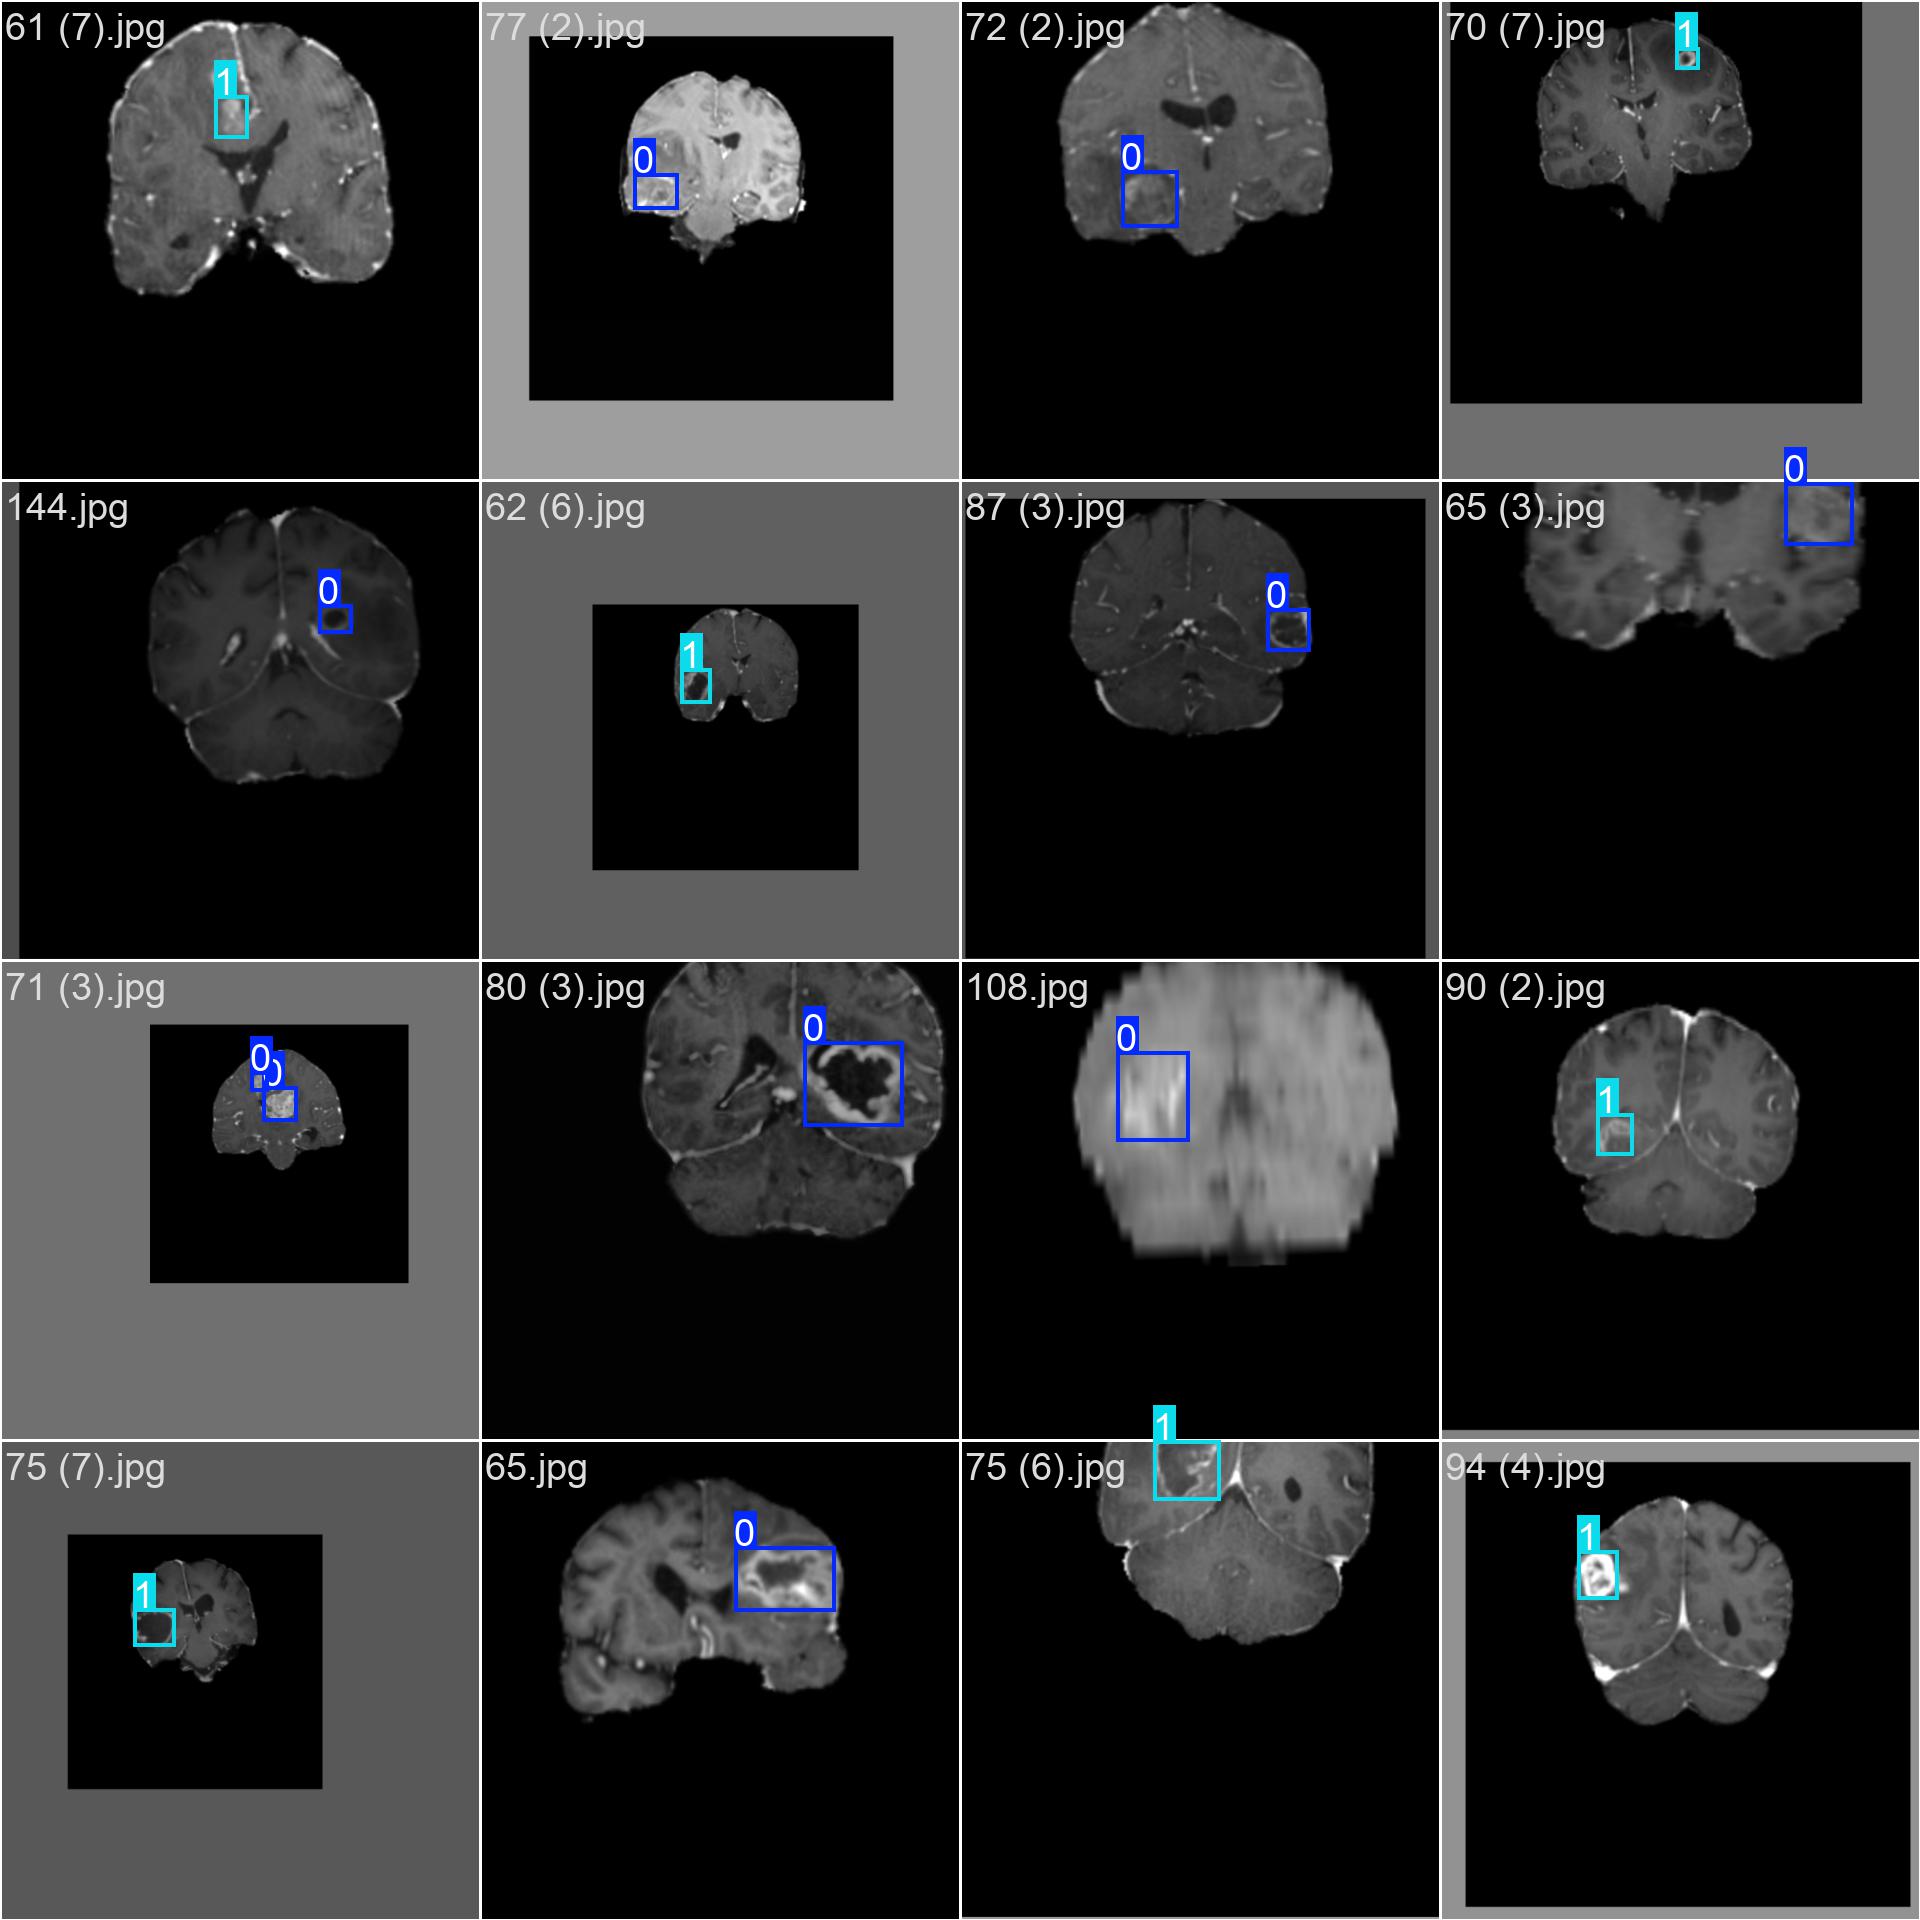 61 (7).jpg
1
77 (2).jpg
0
72 (2).jpg
0
70 (7).jpg
1
144.jpg
0
62 (6).jpg
1
87 (3).jpg
0
65 (3).jpg
0
71 (3).jpg
0
0
80 (3).jpg
0
108.jpg
0
90 (2).jpg
1
75 (7).jpg
1
65.jpg
0
75 (6).jpg
1
94 (4).jpg
1